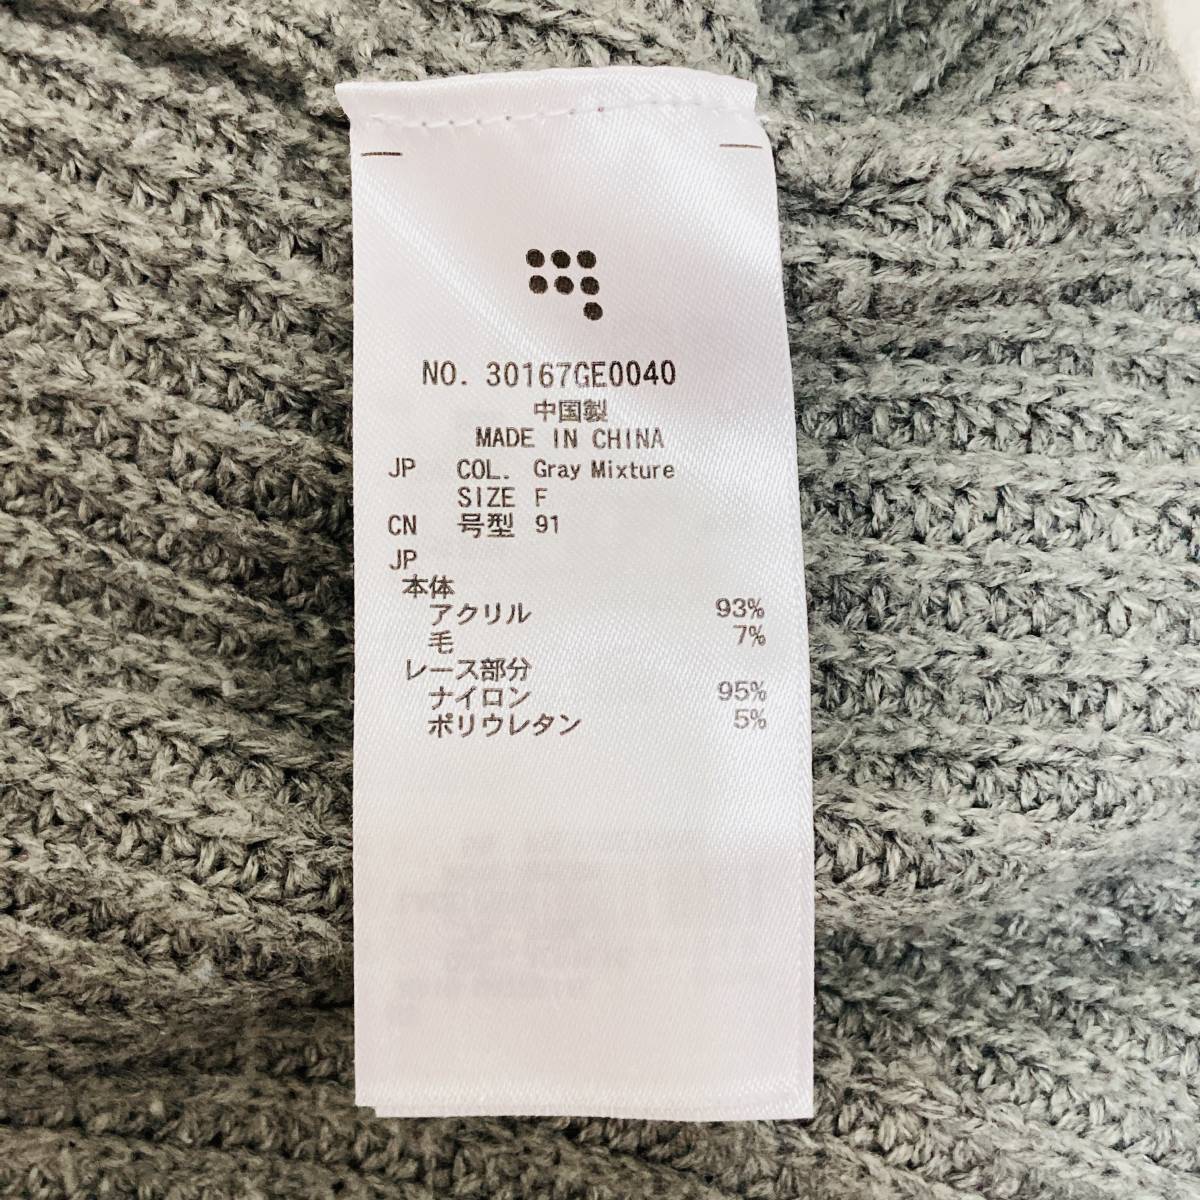 NO. 30167GE0040
中国製
MADE IN CHINA
JP COL. Gray Mixture
SIZE F
CN 号型 91
JP
本体
アクリル 93%
毛 7%
レース部分
ナイロン 95%
ポリウレタン 5%